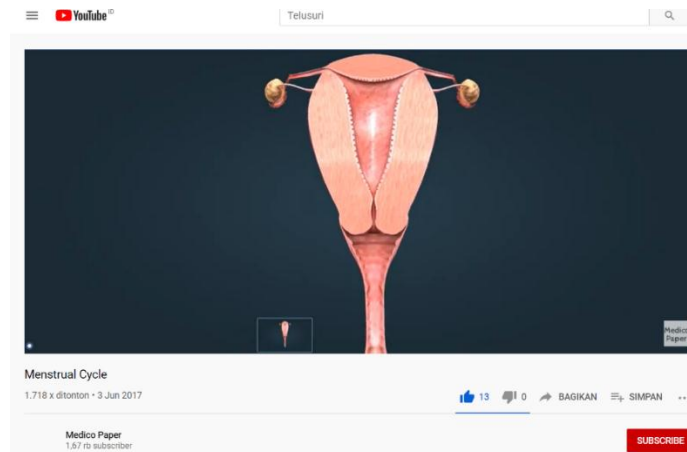 YouTube ID
Telusuri
Medico
Paper
Menstrual Cycle
1.718 x ditonton • 3 Jun 2017
13 0 BAGIKAN SIMPAN ...
Medico Paper
1,67 rb subscriber
SUBSCRIBE